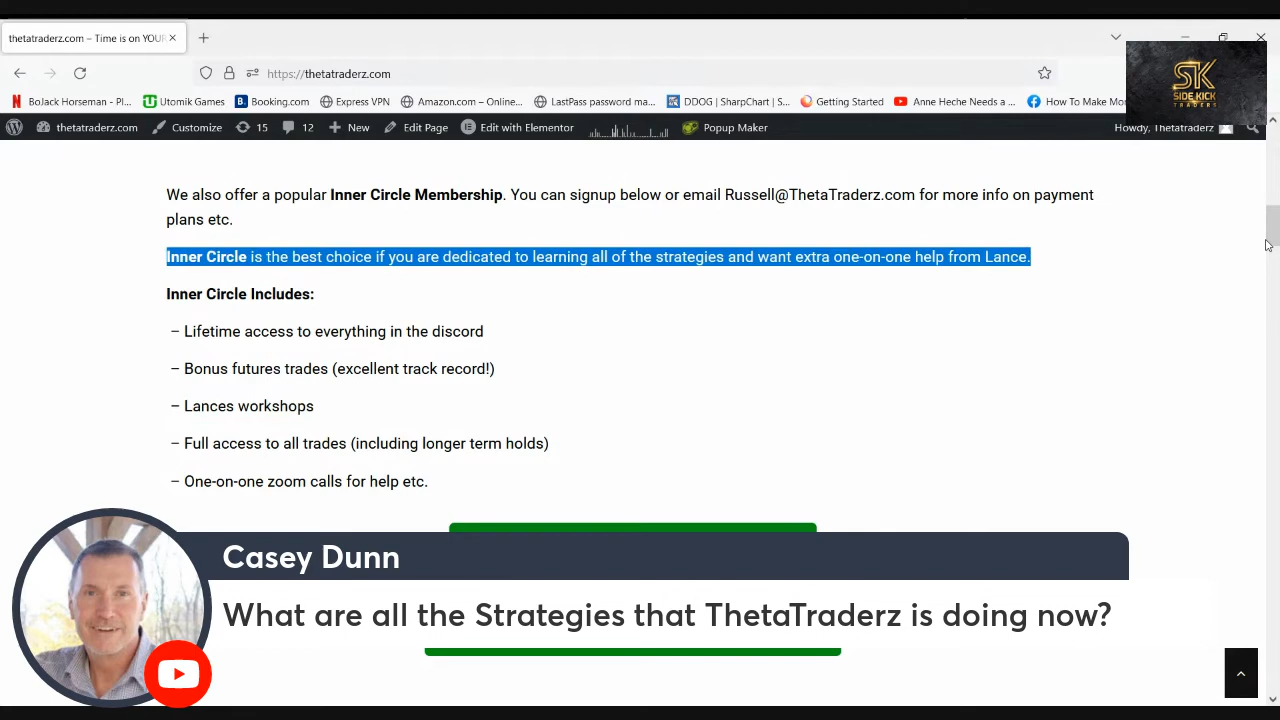 thetatraderz.com – Time is on YOUR
https://thetatraderz.com
BoJack Horseman - Pl...
Utomik Games
Booking.com
Express VPN
Amazon.com - Online...
LastPass password ma...
DDOG | SharpChart | S...
Getting Started
Anne Heche Needs a ...
How To Make Mo
SK
SIDE KICK
TRADERS
thetatraderz.com
Customize
15
12
New
Edit Page
Edit with Elementor
Popup Maker
Howdy, Thetatraderz
We also offer a popular Inner Circle Membership. You can signup below or email Russell@ThetaTraderz.com for more info on payment
plans etc.
Inner Circle is the best choice if you are dedicated to learning all of the strategies and want extra one-on-one help from Lance.
Inner Circle Includes:
– Lifetime access to everything in the discord
– Bonus futures trades (excellent track record!)
– Lances workshops
– Full access to all trades (including longer term holds)
– One-on-one zoom calls for help etc.
Casey Dunn
What are all the Strategies that ThetaTraderz is doing now?